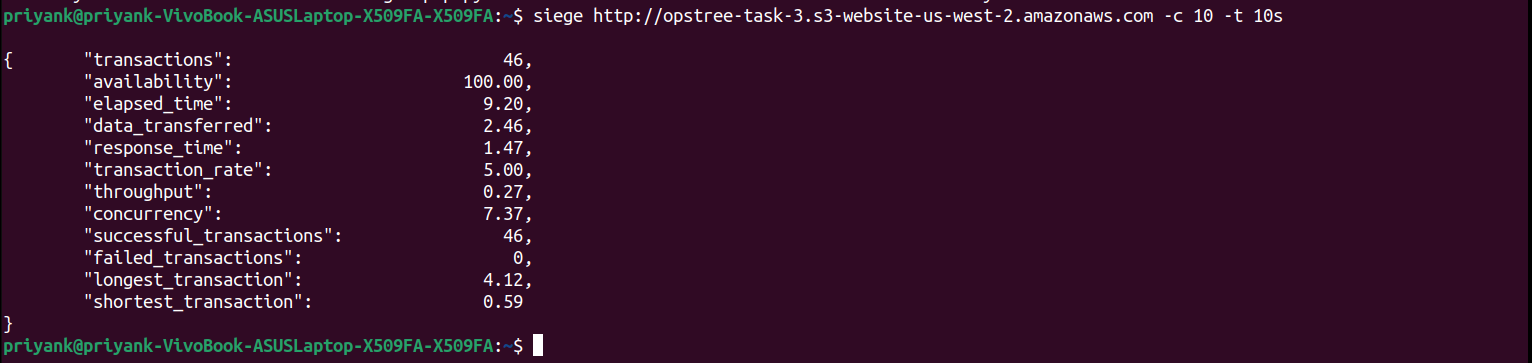 priyank@priyank-VivoBook-ASUSLaptop-X509FA-X509FA:~$ siege http://opstree-task-3.s3-website-us-west-2.amazonaws.com -c 10 -t 10s
{ "transactions": 46,
"availability": 100.00,
"elapsed_time": 9.20,
"data_transferred": 2.46,
"response_time": 1.47,
"transaction_rate": 5.00,
"throughput": 0.27,
"concurrency": 7.37,
"successful_transactions": 46,
"failed_transactions": 0,
"longest_transaction": 4.12,
"shortest_transaction": 0.59
}
priyank@priyank-VivoBook-ASUSLaptop-X509FA-X509FA:~$